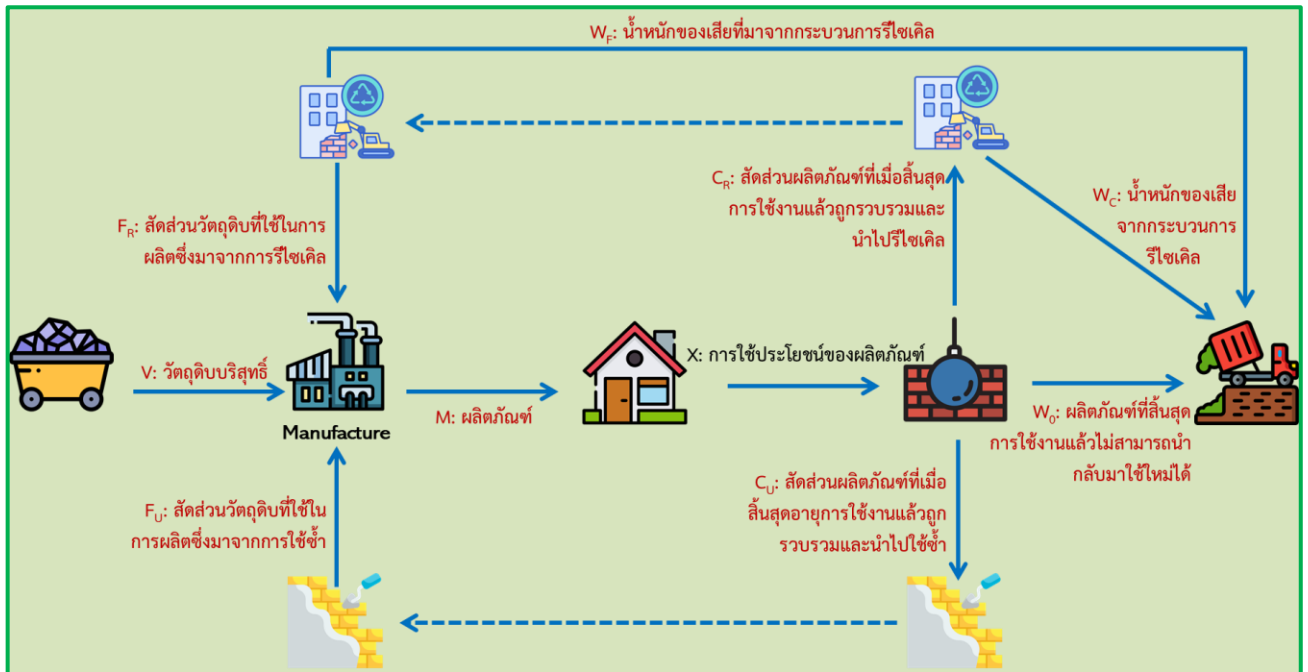 W_F: น้ำหนักของเสียที่มาจากกระบวนการรีไซเคิล
C_R: สัดส่วนผลิตภัณฑ์ที่เมื่อสิ้นสุด
การใช้งานแล้วถูกรวบรวมและ
นำไปรีไซเคิล
W_C: น้ำหนักของเสีย
จากกระบวนการ
รีไซเคิล
F_R: สัดส่วนวัตถุดิบที่ใช้ในการ
ผลิตซึ่งมาจากการรีไซเคิล
V: วัตถุดิบบริสุทธิ์
Manufacture
M: ผลิตภัณฑ์
X: การใช้ประโยชน์ของผลิตภัณฑ์
W_0: ผลิตภัณฑ์ที่สิ้นสุด
การใช้งานแล้วไม่สามารถนำ
กลับมาใช้ใหม่ได้
F_U: สัดส่วนวัตถุดิบที่ใช้ใน
การผลิตซึ่งมาจากการใช้ซ้ำ
C_U: สัดส่วนผลิตภัณฑ์ที่เมื่อ
สิ้นสุดอายุการใช้งานแล้วถูก
รวบรวมและนำไปใช้ซ้ำ